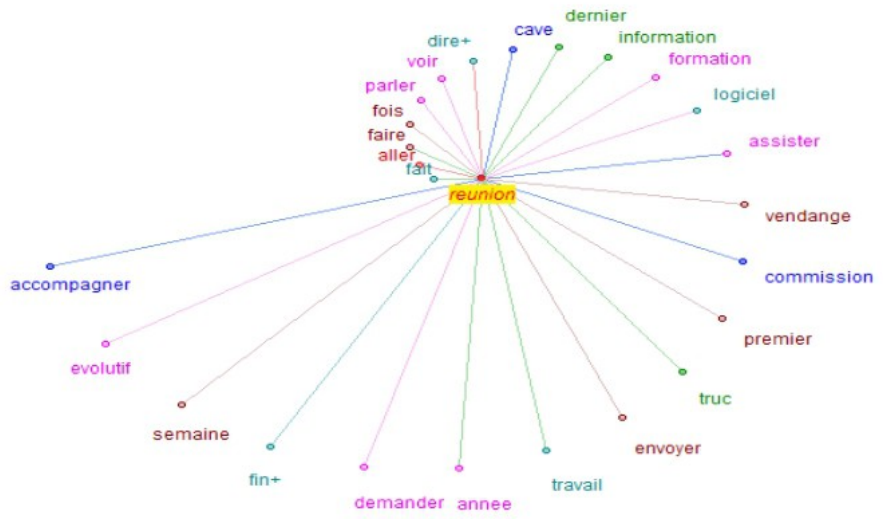 dernier
cave
information
dire+
voir
formation
parler
logiciel
fois
faire
assister
aller
fait
reunion
vendange
commission
accompagner
premier
evolutif
truc
semaine
envoyer
fin+
travail
demander annee